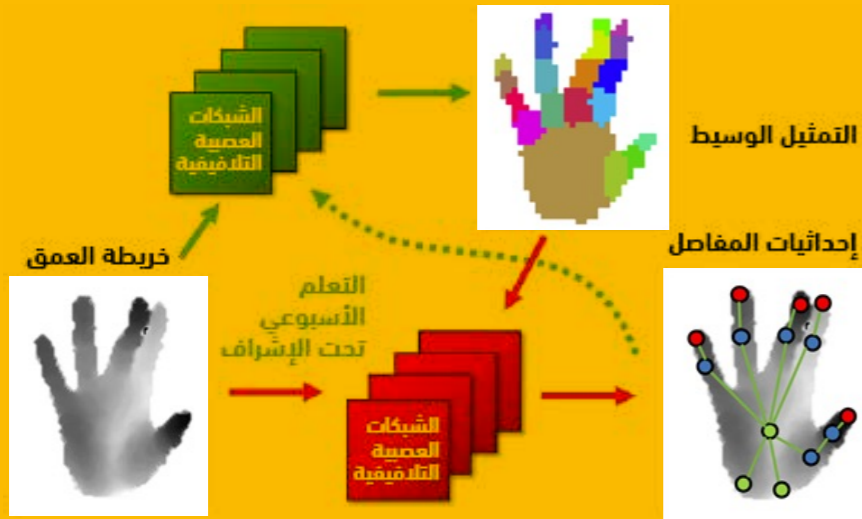 الشبكات
العصبية
التلافيفية
التمثيل الوسيط
خريطة العمق
إحداثيات المفاصل
التعلم
الأسبوعي
تحت الإشراف
الشبكات
العصبية
التلافيفية